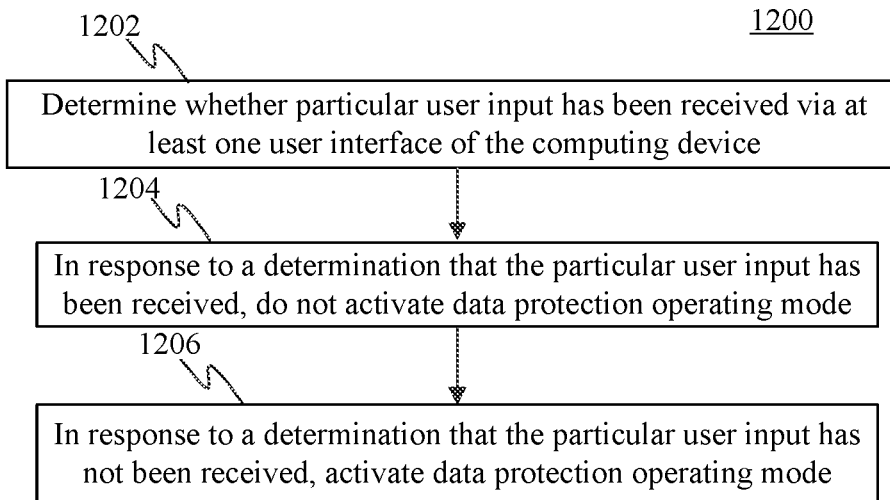 1202
1200
Determine whether particular user input has been received via at
least one user interface of the computing device
1204
In response to a determination that the particular user input has
been received, do not activate data protection operating mode
1206
In response to a determination that the particular user input has
not been received, activate data protection operating mode